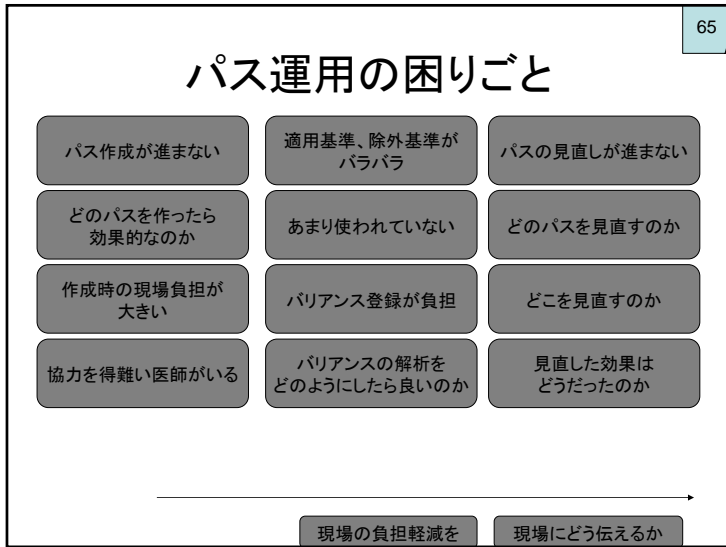 65
パス運用の困りごと
パス作成が進まない
適用基準、除外基準が
バラバラ
パスの見直しが進まない
どのパスを作ったら
効果的なのか
あまり使われていない
どのパスを見直すのか
作成時の現場負担が
大きい
バリアンス登録が負担
どこを見直すのか
協力を得難い医師がいる
バリアンスの解析を
どのようにしたら良いのか
見直した効果は
どうだったのか
現場の負担軽減を
現場にどう伝えるか